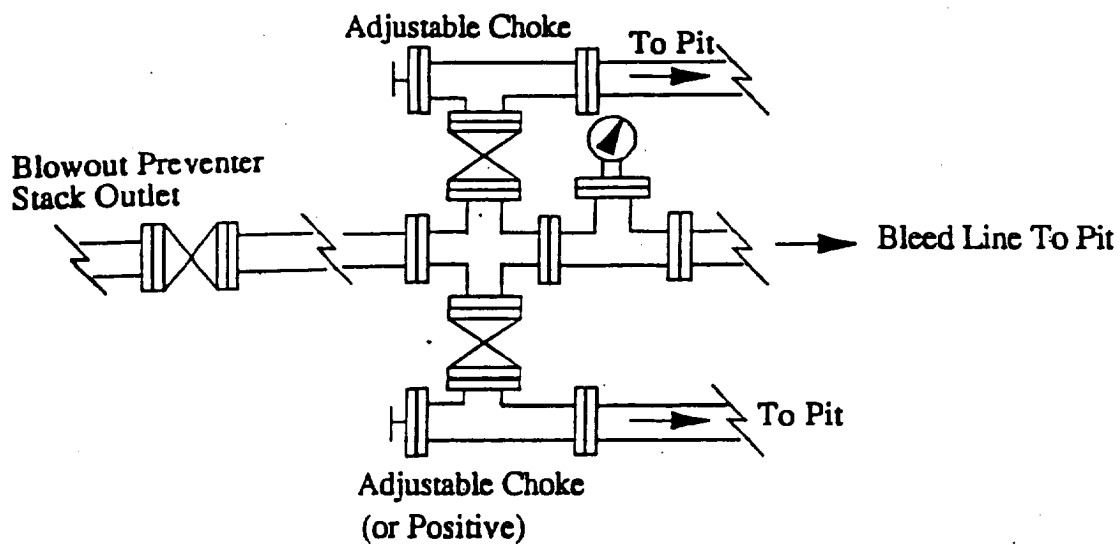 Adjustable Choke
To Pit
Blowout Preventer
Stack Outlet
Bleed Line To Pit
To Pit
Adjustable Choke
(or Positive)